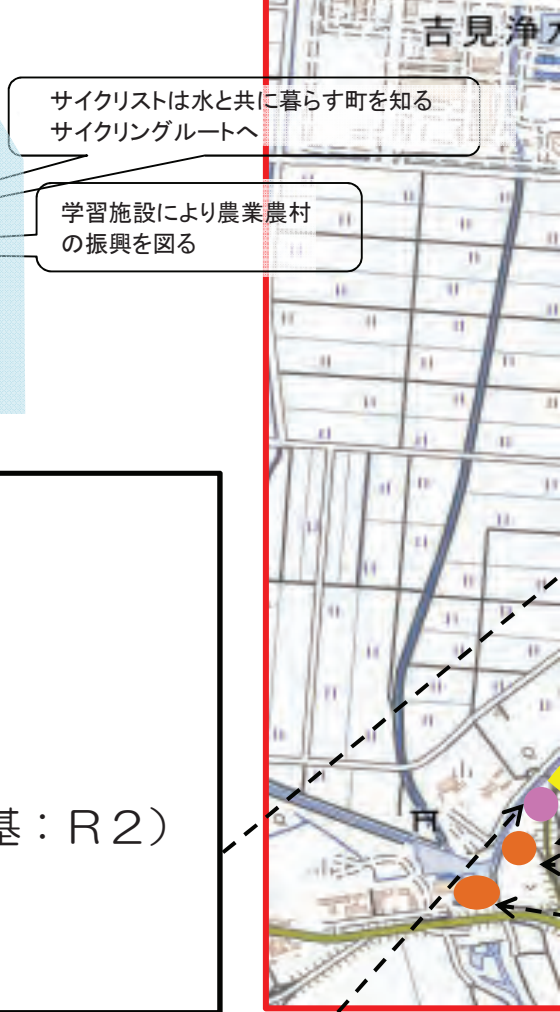 吉見浄水
サイクリストは水と共に暮らす町を知る
サイクリングルートへ
学習施設により農業農村
の振興を図る
基：Ｒ２）